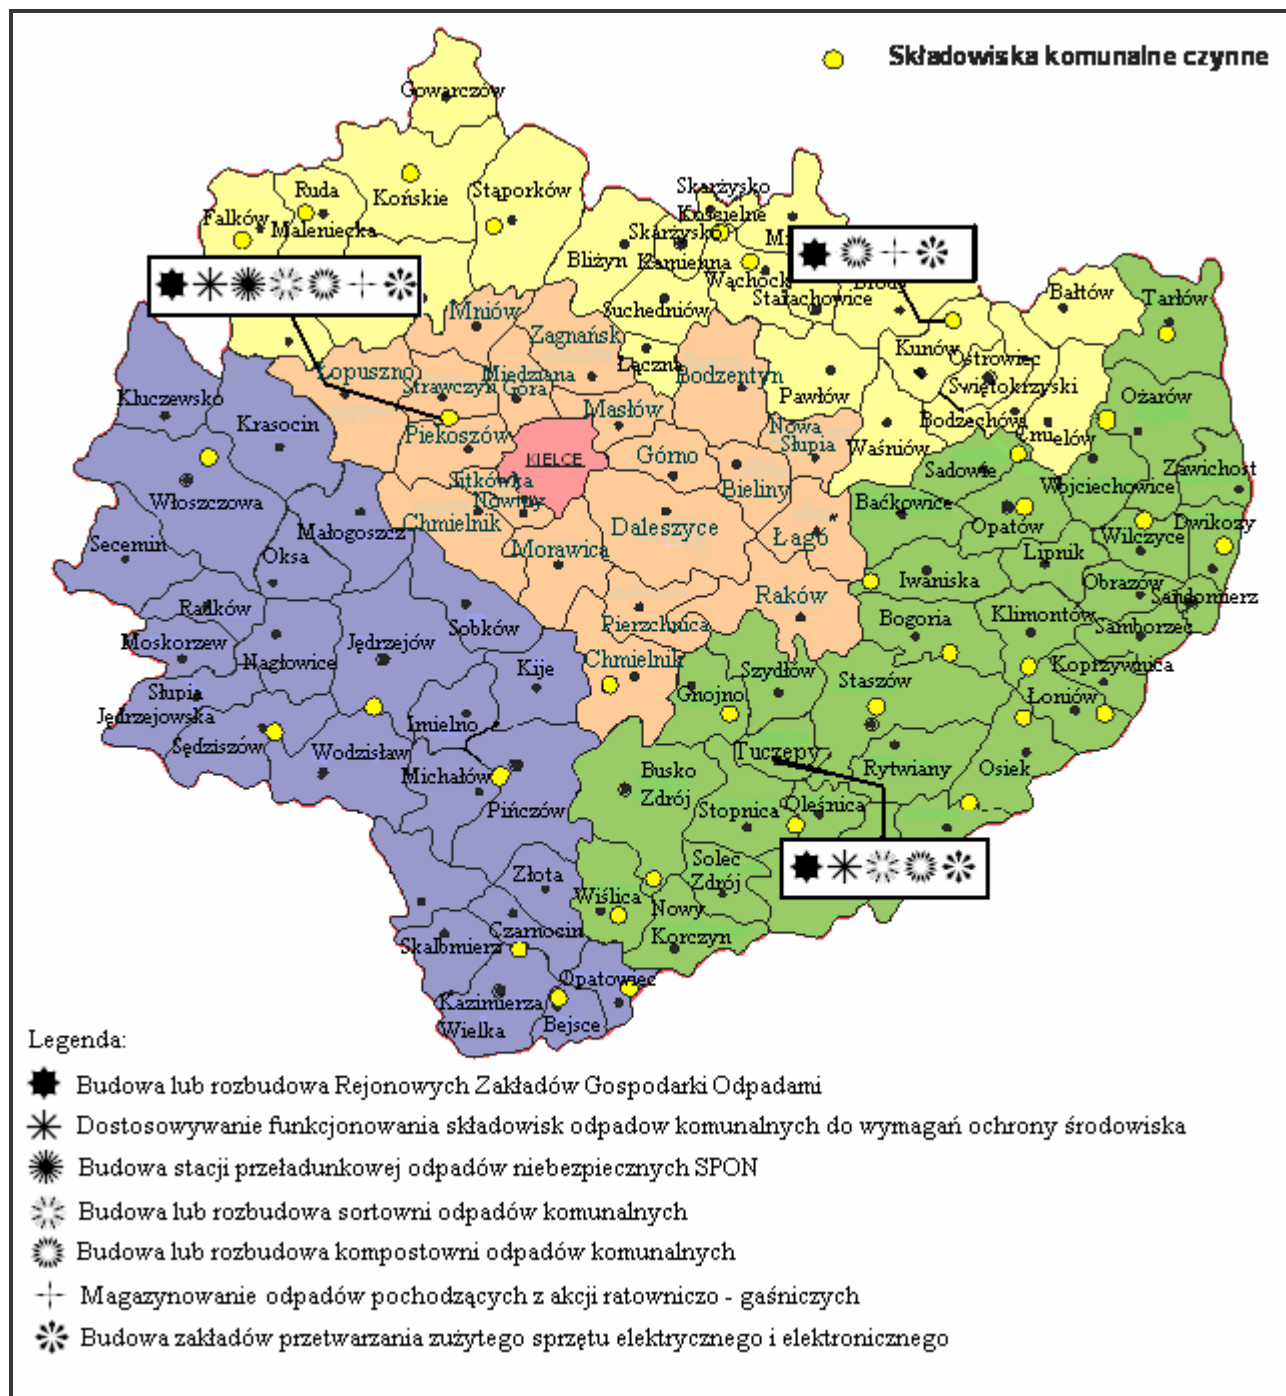 Składowiska komunalne czynne
Gowarczów
Ruda
Maleniecka
Końskie
Stąporków
Fałków
Skarżysko
Kościelne
Skarżysko
Kamienna
Bliżyn
Wąchock
Starachowice
Suchedniów
Brody
Bałtów
Tarłów
Mniów
Zagnańsk
Łączna
Bodzentyn
Kunów
Ostrowiec
Świętokrzyski
Pawłów
Bodzechów
Ćmielów
Ożarów
Łopuszno
Strawczyn
Miedziana
Góra
Masłów
Nowa
Słupia
Waśniów
Kluczewsko
Krasocin
Piekoszów
KIELCE
Górno
Bieliny
Sadowie
Wojciechowice
Zawichost
Sitkówka
Nowiny
Włoszczowa
Małogoszcz
Chmielnik
Daleszyce
Łagó
Baćkowice
Opatów
Wilczyce
Dwikozy
Secemin
Oksa
Morawica
Iwaniska
Lipnik
Obrazów
Sandomierz
Radków
Raków
Moskorzew
Nagłowice
Jędrzejów
Sobków
Pierzchnica
Bogoria
Klimontów
Samborzec
Kije
Chmielnik
Szydłów
Staszów
Koprzywnica
Słupia
Jędrzejowska
Gnojno
Łoniów
Imielno
Sędziszów
Wodzisław
Tuczępy
Rytwiany
Osiek
Michałów
Busko
Zdrój
Pińczów
Stopnica
Oleśnica
Złota
Solec
Zdrój
Wiślica
Nowy
Korczyn
Czarnocin
Skalbmierz
Opatowiec
Kazimierza
Wielka
Bejsce
Legenda:
Budowa lub rozbudowa Rejonowych Zakładów Gospodarki Odpadami
Dostosowywanie funkcjonowania składowisk odpadow komunalnych do wymagań ochrony środowiska
Budowa stacji przeładunkowej odpadów niebezpiecznych SPON
Budowa lub rozbudowa sortowni odpadów komunalnych
Budowa lub rozbudowa kompostowni odpadów komunalnych
Magazynowanie odpadów pochodzących z akcji ratowniczo - gaśniczych
Budowa zakładów przetwarzania zużytego sprzętu elektrycznego i elektronicznego